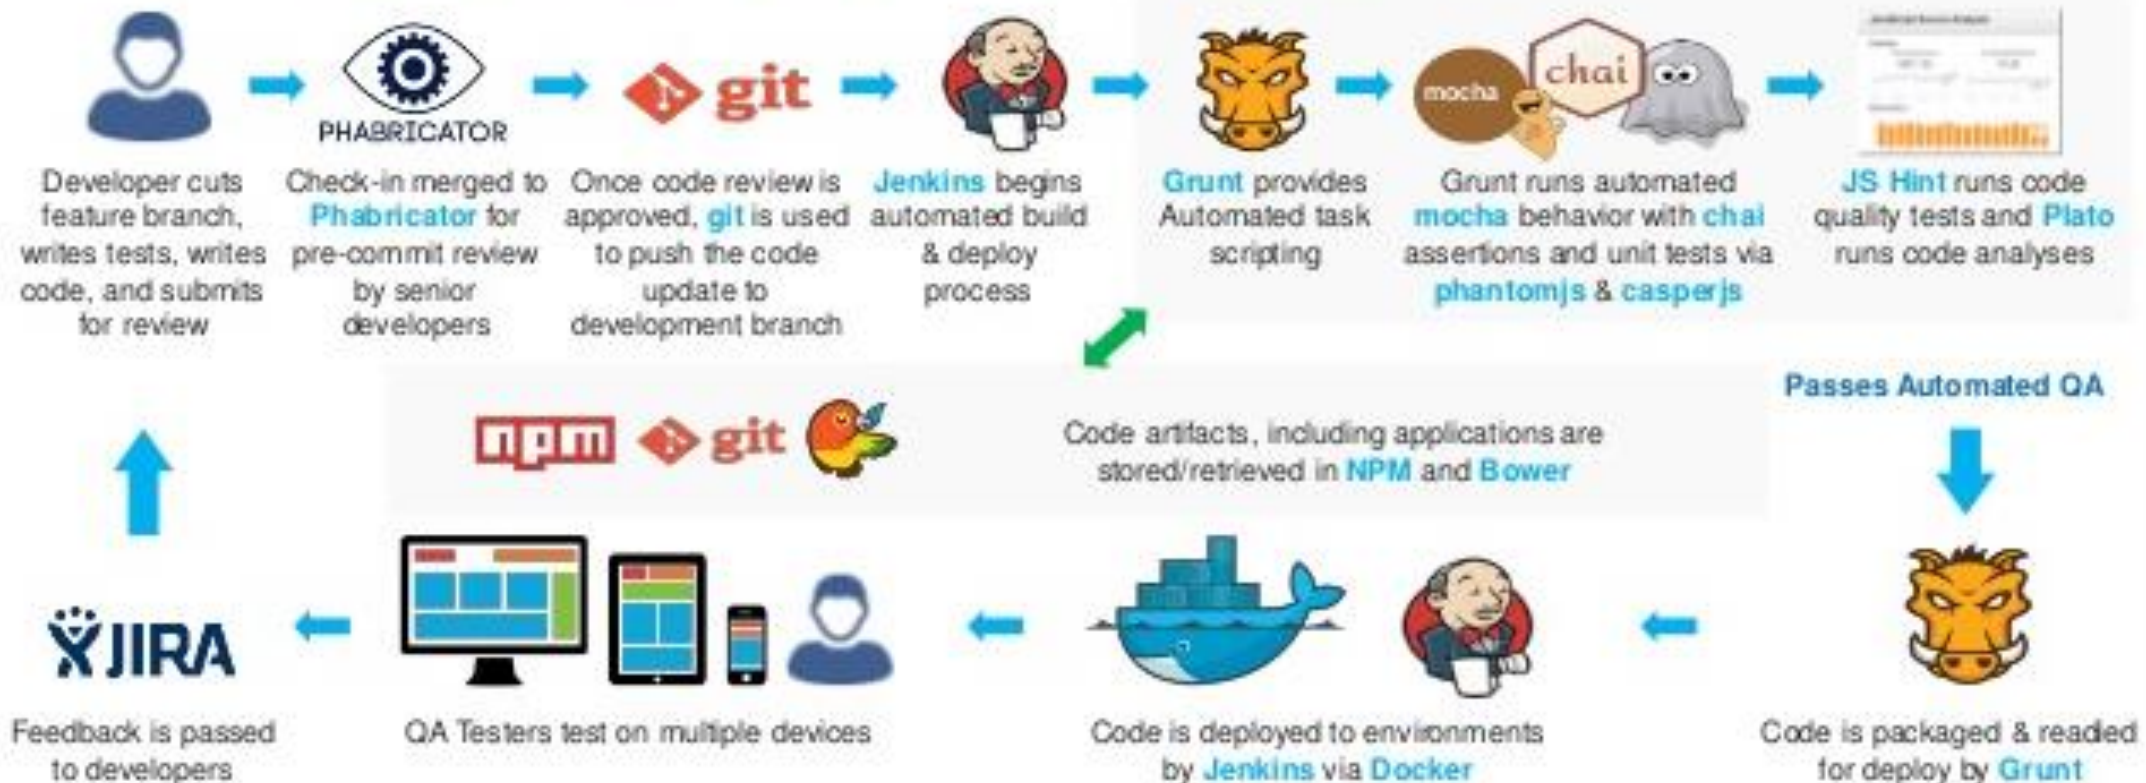 PHABRICATOR
git
mocha
chai
Developer cuts
feature branch,
writes tests, writes
code, and submits
for review
Check-in merged to
Phabricator for
pre-commit review
by senior
developers
Once code review is
approved, git is used
to push the code
update to
development branch
Jenkins begins
automated build
& deploy
process
Grunt provides
Automated task
scripting
Grunt runs automated
mocha behavior with chai
assertions and unit tests via
phantomjs & casperjs
JS Hint runs code
quality tests and Plato
runs code analyses
Passes Automated QA
npm
git
Code artifacts, including applications are
stored/retrieved in NPM and Bower
JIRA
Feedback is passed
to developers
QA Testers test on multiple devices
Code is deployed to environments
by Jenkins via Docker
Code is packaged & readied
for deploy by Grunt